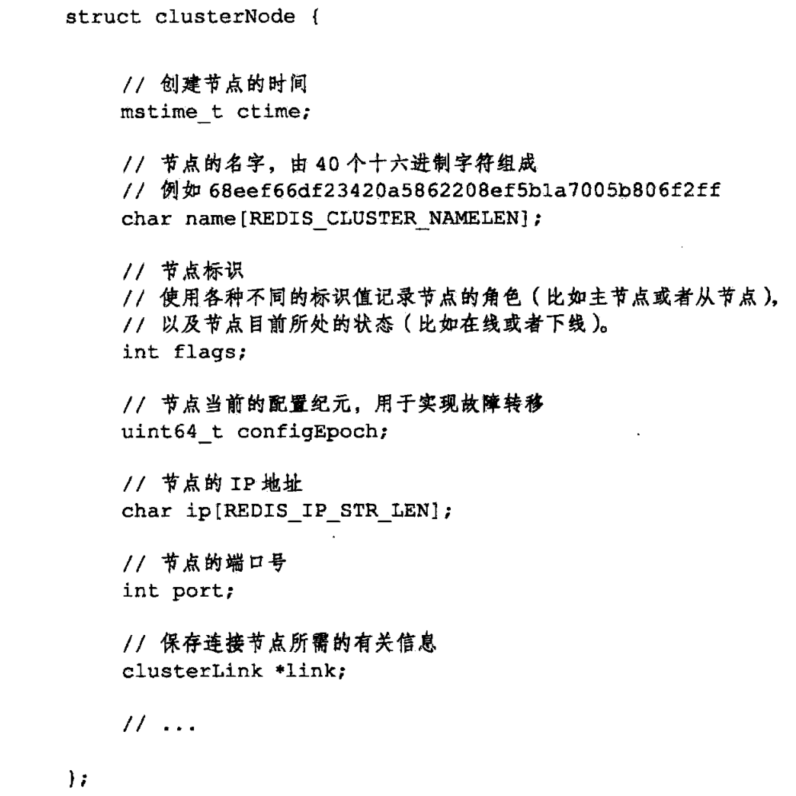 struct clusterNode {
// 创建节点的时间
mstime_t ctime;
// 节点的名字，由 40 个十六进制字符组成
// 例如 68eef66df23420a5862208ef5b1a7005b806f2ff
char name[REDIS_CLUSTER_NAMELEN];
// 节点标识
// 使用各种不同的标识值记录节点的角色（比如主节点或者从节点），
// 以及节点目前所处的状态（比如在线或者下线）。
int flags;
// 节点当前的配置纪元，用于实现故障转移
uint64_t configEpoch;
// 节点的 IP 地址
char ip[REDIS_IP_STR_LEN];
// 节点的端口号
int port;
// 保存连接节点所需的有关信息
clusterLink *link;
// ...
};